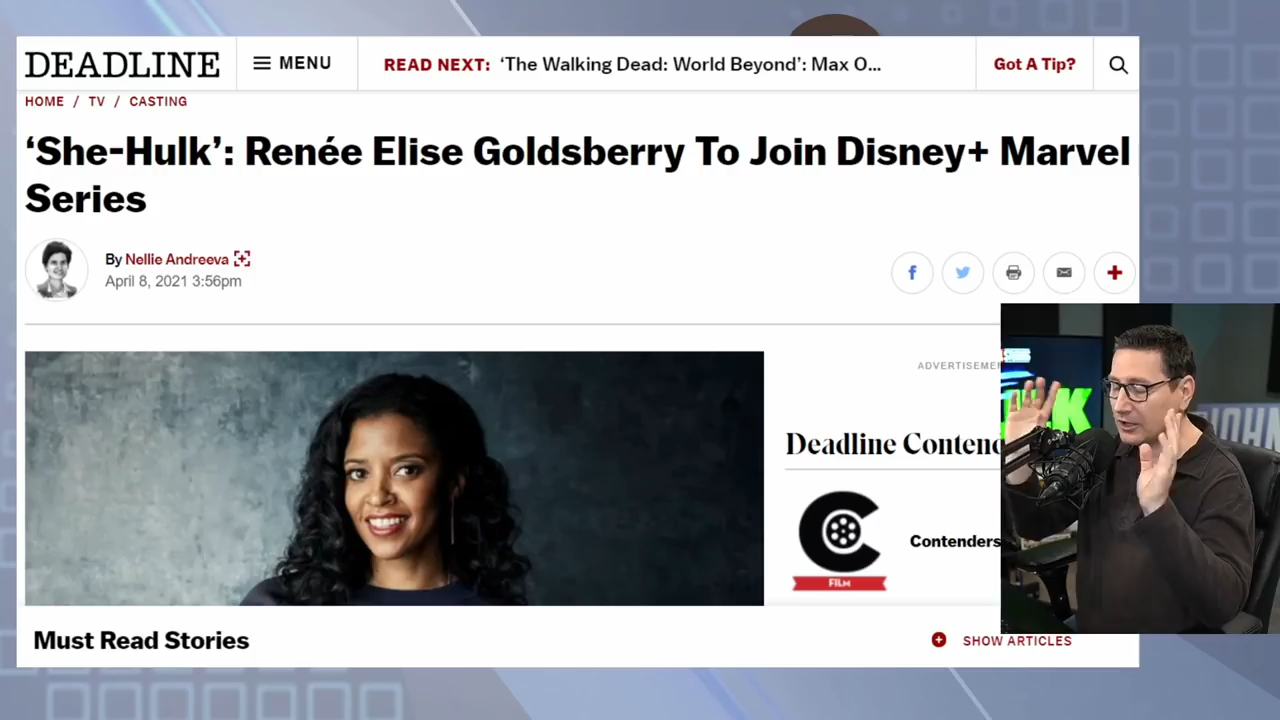 DEADLINE
MENU
READ NEXT: ‘The Walking Dead: World Beyond’: Max O...
Got A Tip?
HOME / TV / CASTING
‘She-Hulk’: Renée Elise Goldsberry To Join Disney+ Marvel
Series
By Nellie Andreeva
April 8, 2021 3:56pm
ADVERTISEMEN
Deadline Contend
Contenders
FILM
Must Read Stories
SHOW ARTICLES
JOHN